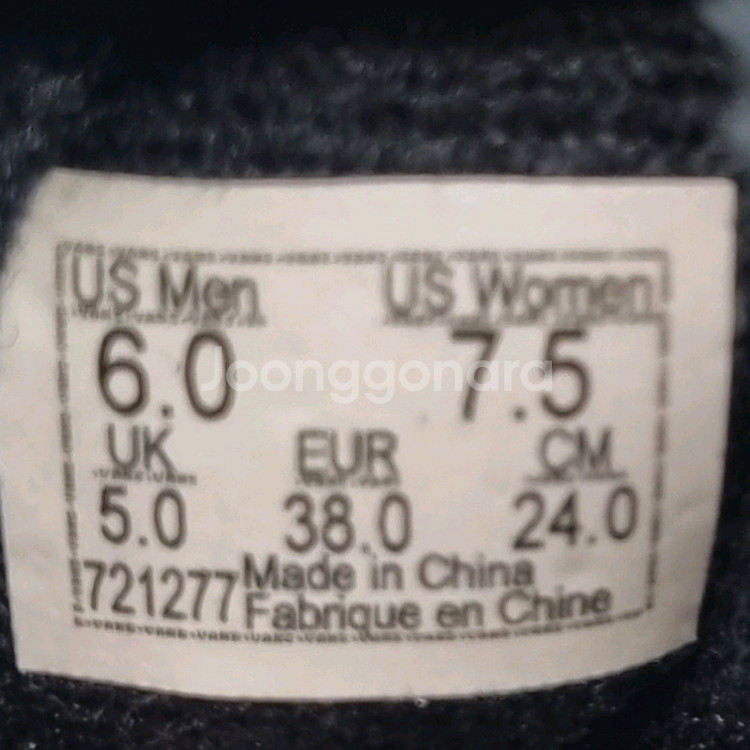 US Men US Women
6.0 7.5
Joonggonara
UK EUR CM
5.0 38.0 24.0
721277 Made in China
Fabrique en Chine